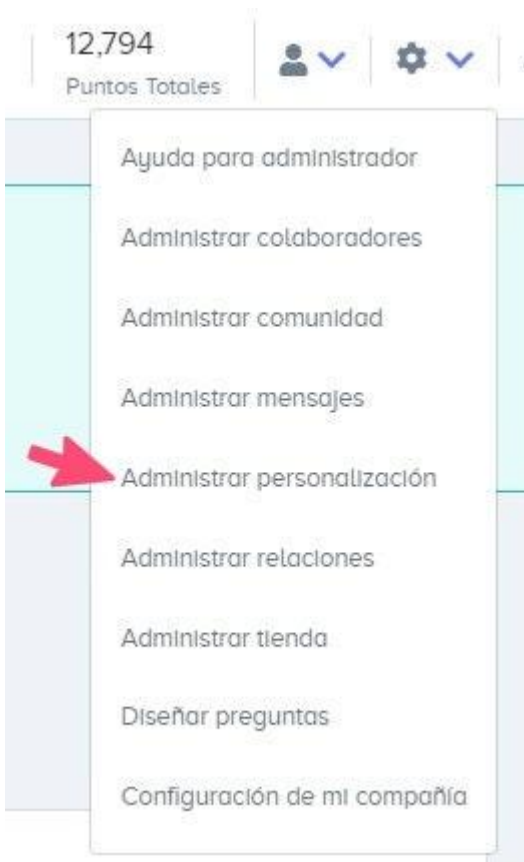 12,794
Puntos Totales
Ayuda para administrador
Administrar colaboradores
Administrar comunidad
Administrar mensajes
Administrar personalización
Administrar relaciones
Administrar tienda
Diseñar preguntas
Configuración de mi compañía